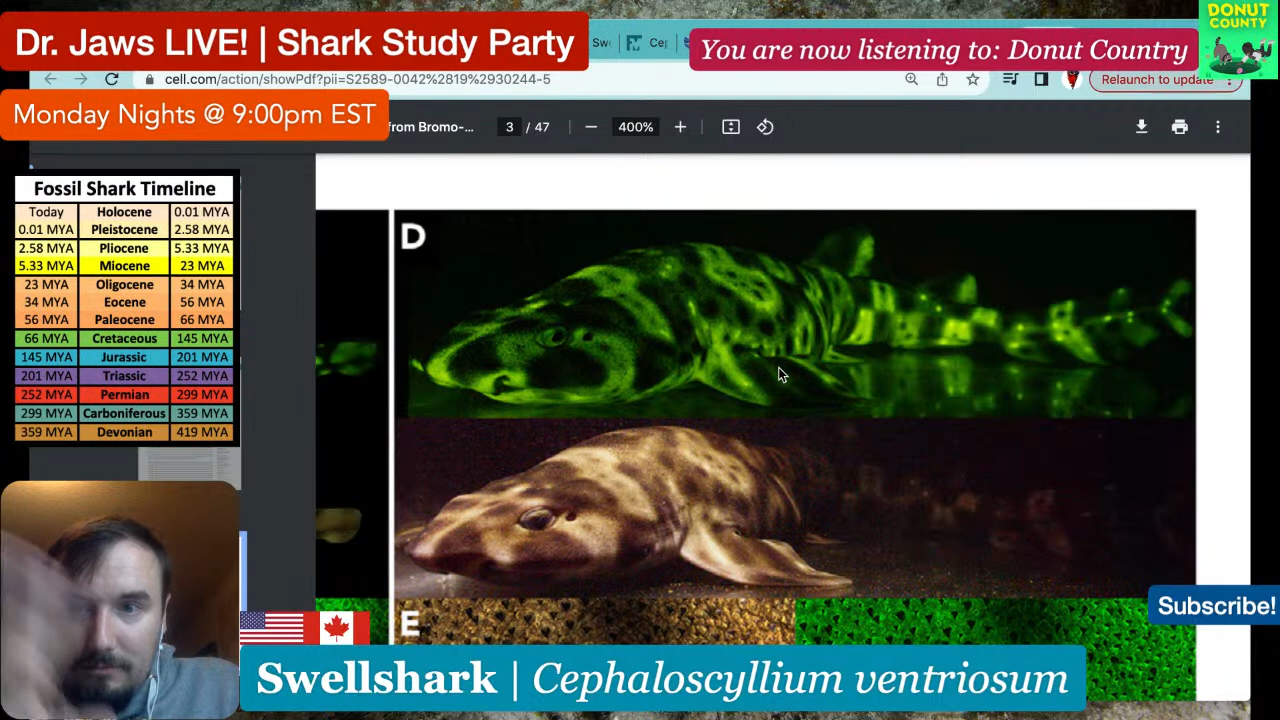 Dr. Jaws LIVE! | Shark Study Party
You are now listening to: Donut Country
DONUT
COUNTY
Sw
Ce
cell.com/action/showPdf?pii=S2589-0042%2819%2930244-5
Relaunch to update
Monday Nights @ 9:00pm EST
from Bromo-...
3 / 47
400%
Fossil Shark Timeline
Today Holocene 0.01 MYA
0.01 MYA Pleistocene 2.58 MYA
2.58 MYA Pliocene 5.33 MYA
5.33 MYA Miocene 23 MYA
23 MYA Oligocene 34 MYA
34 MYA Eocene 56 MYA
56 MYA Paleocene 66 MYA
66 MYA Cretaceous 145 MYA
145 MYA Jurassic 201 MYA
201 MYA Triassic 252 MYA
252 MYA Permian 299 MYA
299 MYA Carboniferous 359 MYA
359 MYA Devonian 419 MYA
D
E
Subscribe!
Swellshark | Cephaloscyllium ventriosum